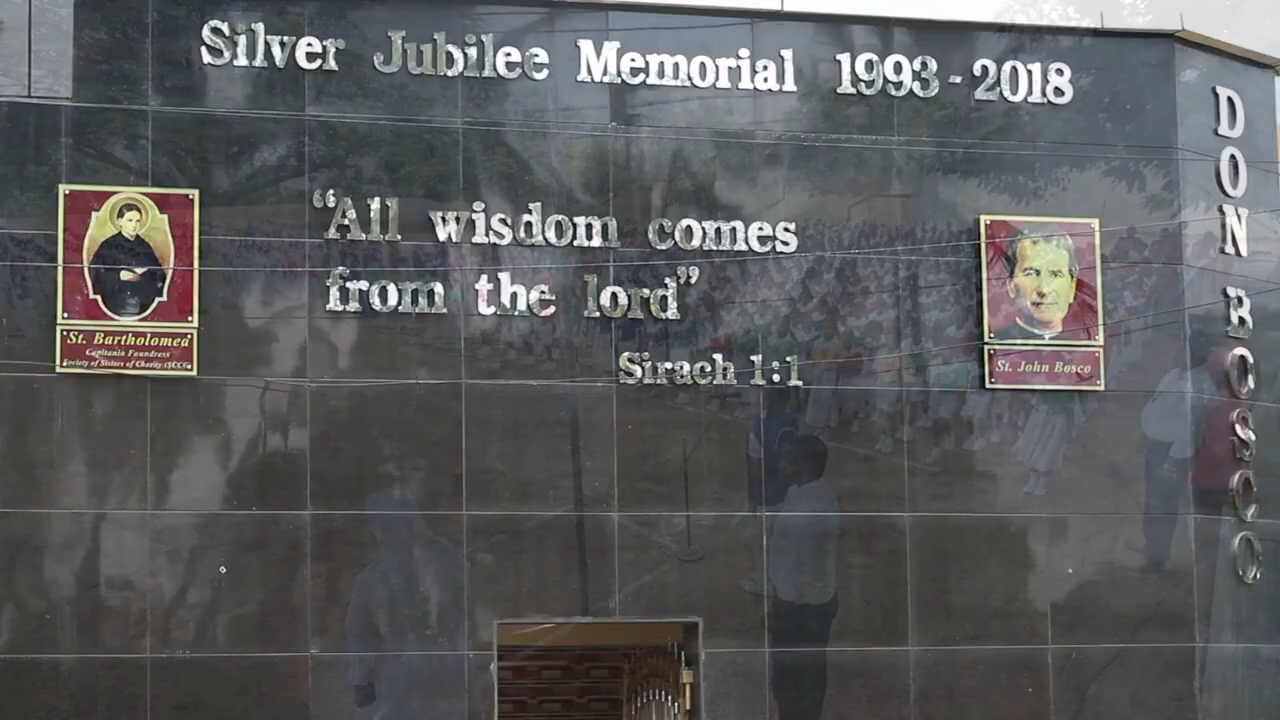 Silver Jubilee Memorial 1993-2018
"All wisdom comes
from the lord"
Sirach 1:1
St. Bartholomea
Capitanio Foundress
Society of Sisters of Charity (SCCG)
St. John Bosco
DON BOSCO